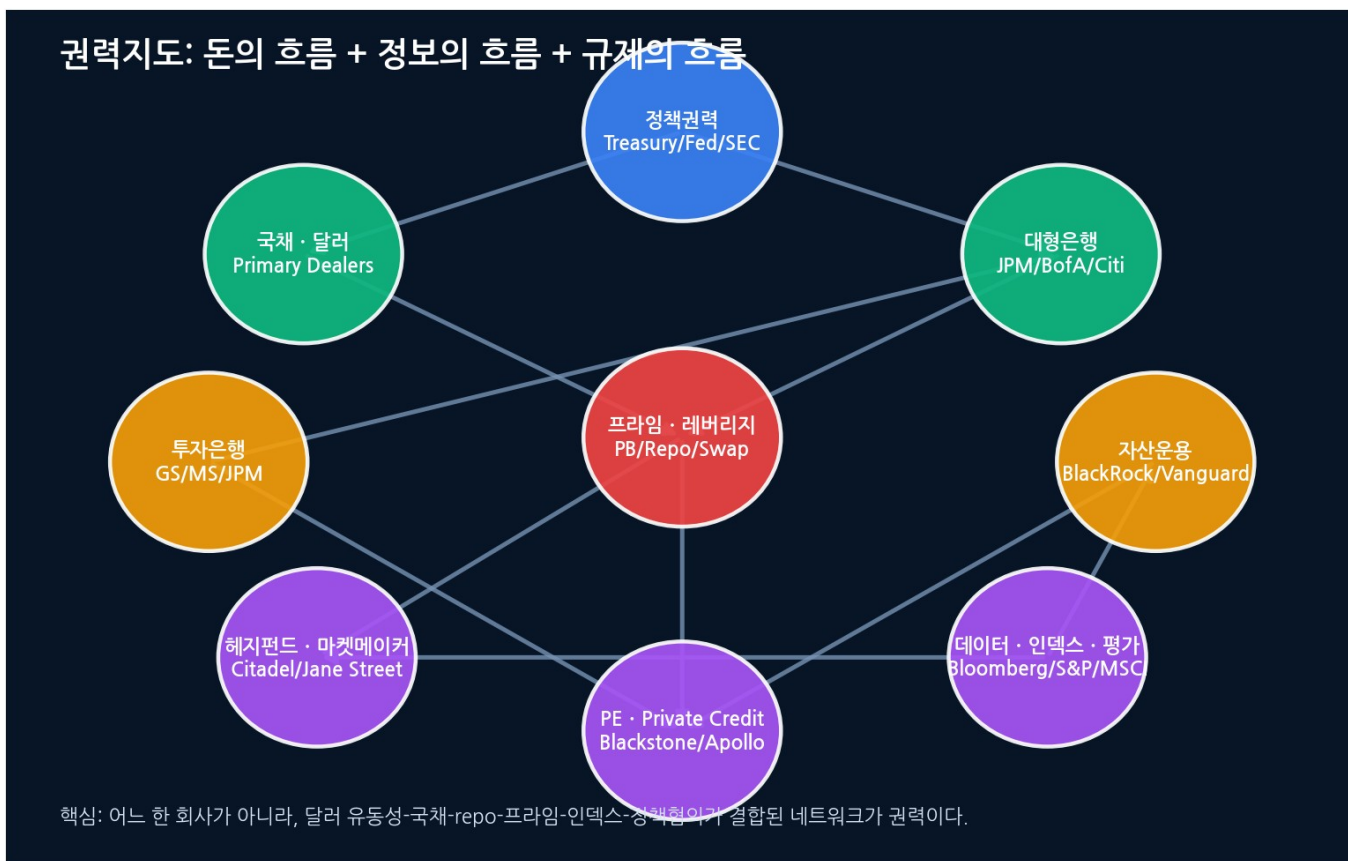 권력지도: 돈의 흐름 + 정보의 흐름 + 규제의 흐름
정책권력
Treasury/Fed/SEC
국채 · 달러
Primary Dealers
대형은행
JPM/BofA/Citi
투자은행
GS/MS/JPM
프라임 · 레버리지
PB/Repo/Swap
자산운용
BlackRock/Vanguard
헤지펀드 · 마켓메이커
Citadel/Jane Street
데이터 · 인덱스 · 평가
Bloomberg/S&P/MSC
PE · Private Credit
Blackstone/Apollo
핵심: 어느 한 회사가 아니라, 달러 유동성-국채-repo-프라임-인덱스-정책협의가 결합된 네트워크가 권력이다.